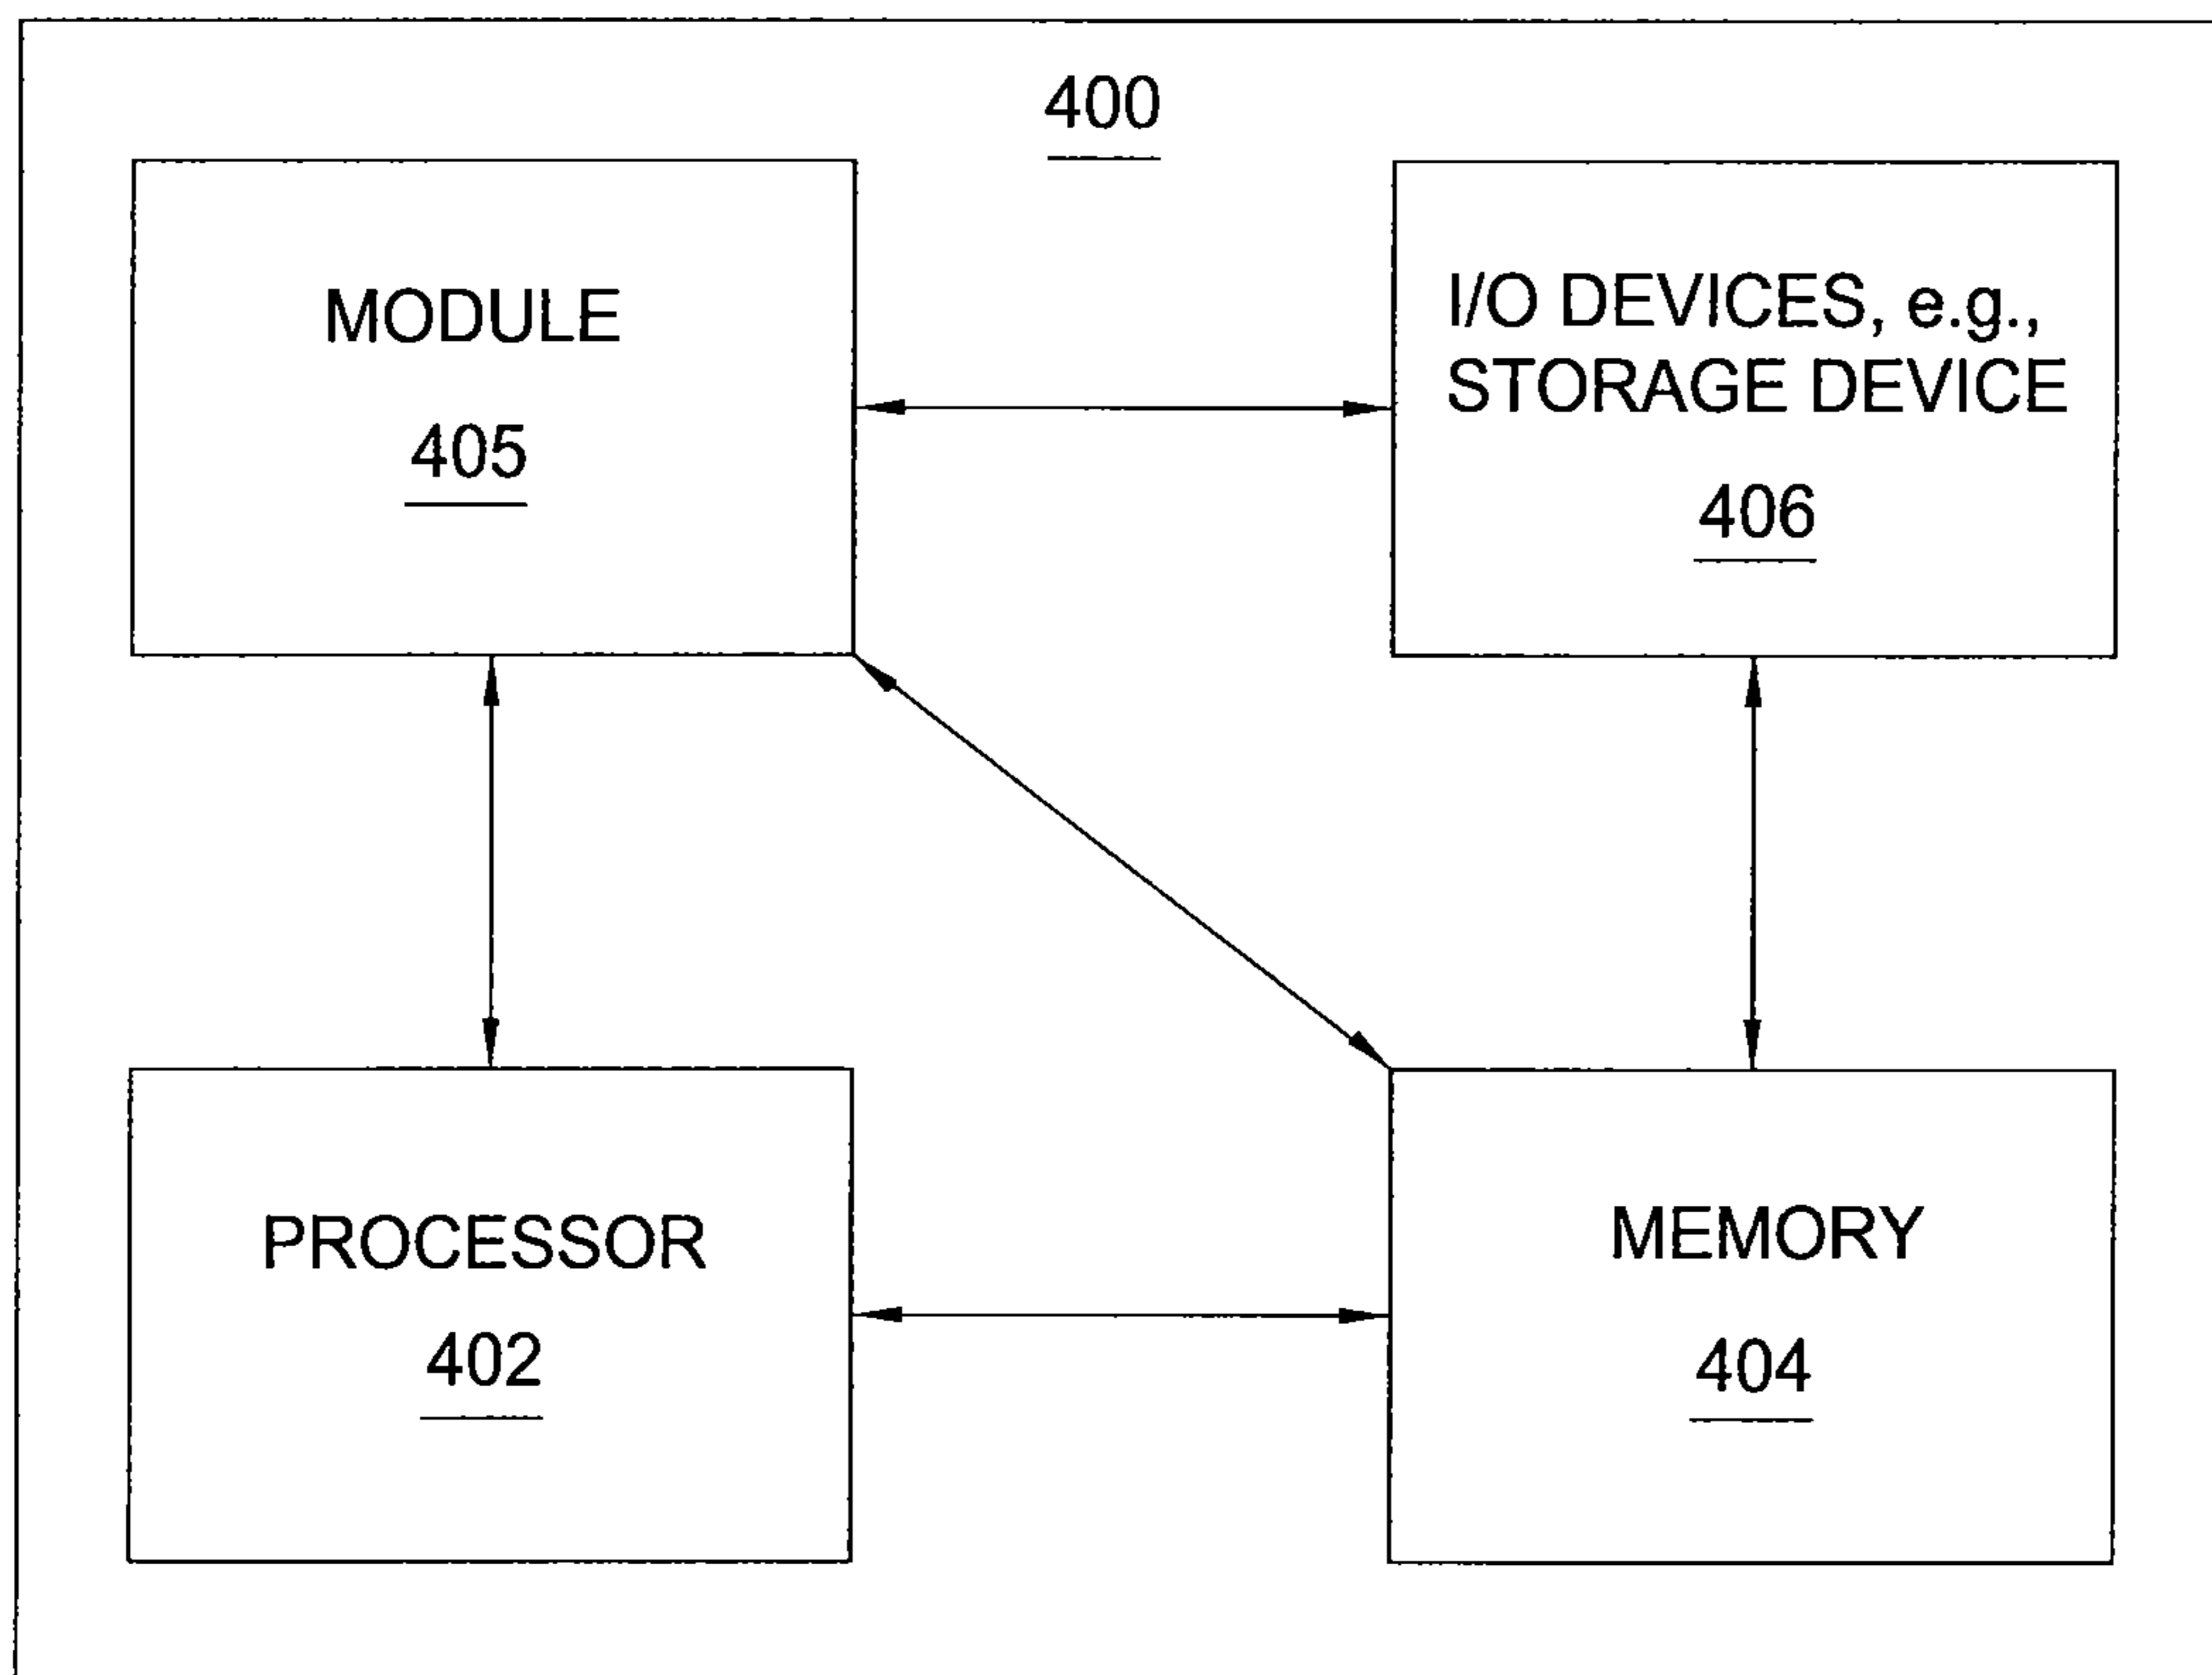 400
MODULE
405
I/O DEVICES, e.g.,
STORAGE DEVICE
406
PROCESSOR
402
MEMORY
404